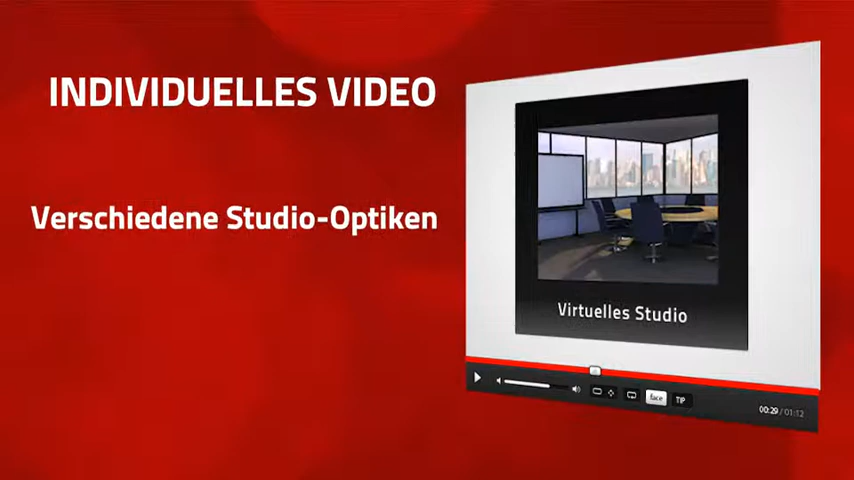 INDIVIDUELLES VIDEO
Verschiedene Studio-Optiken
Virtuelles Studio
face TIP
00:29 / 01:12